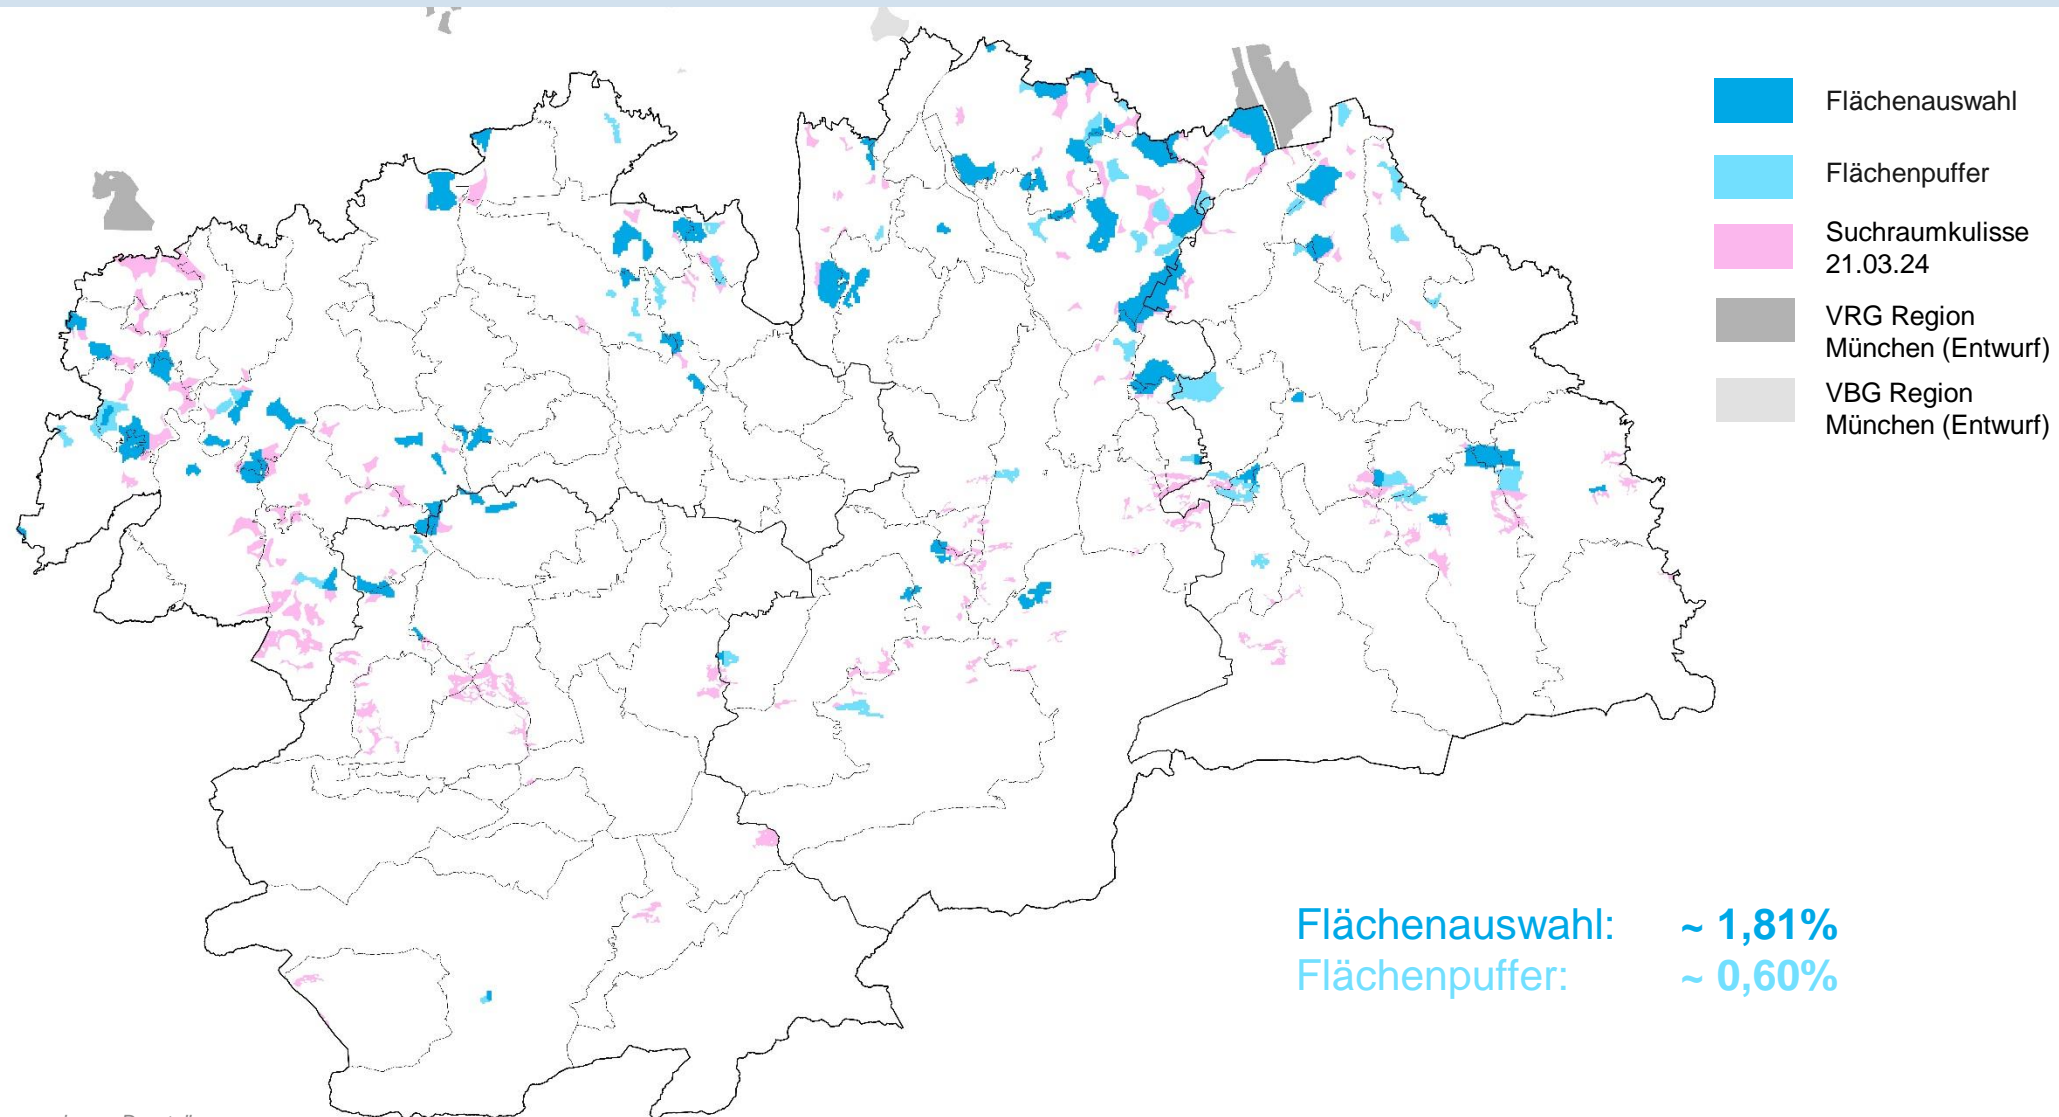 Flächenauswahl
Flächenpuffer
Suchraumkulisse
21.03.24
VRG Region
München (Entwurf)
VBG Region
München (Entwurf)
Flächenauswahl: ~ 1,81%
Flächenpuffer: ~ 0,60%